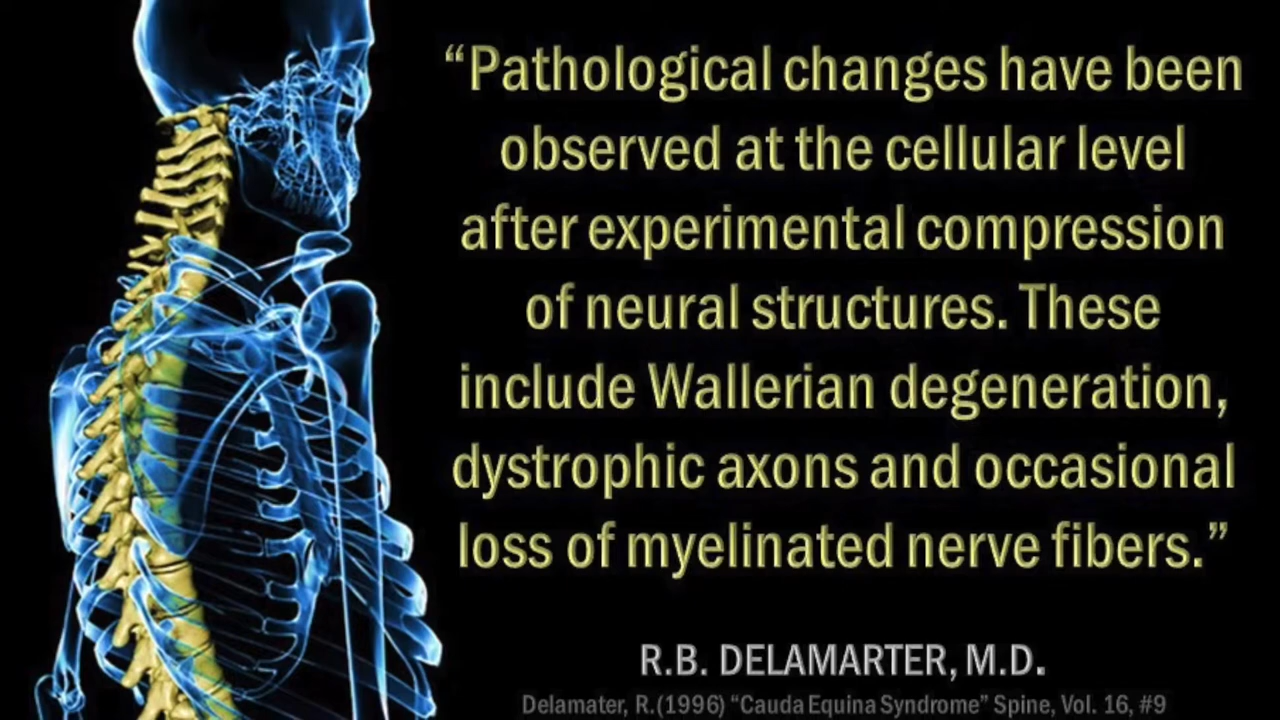 “Pathological changes have been
observed at the cellular level
after experimental compression
of neural structures. These
include Wallerian degeneration,
dystrophic axons and occasional
loss of myelinated nerve fibers.”
R.B. DELAMARTER, M.D.
Delamater, R.(1996) “Cauda Equina Syndrome” Spine, Vol. 16, #9